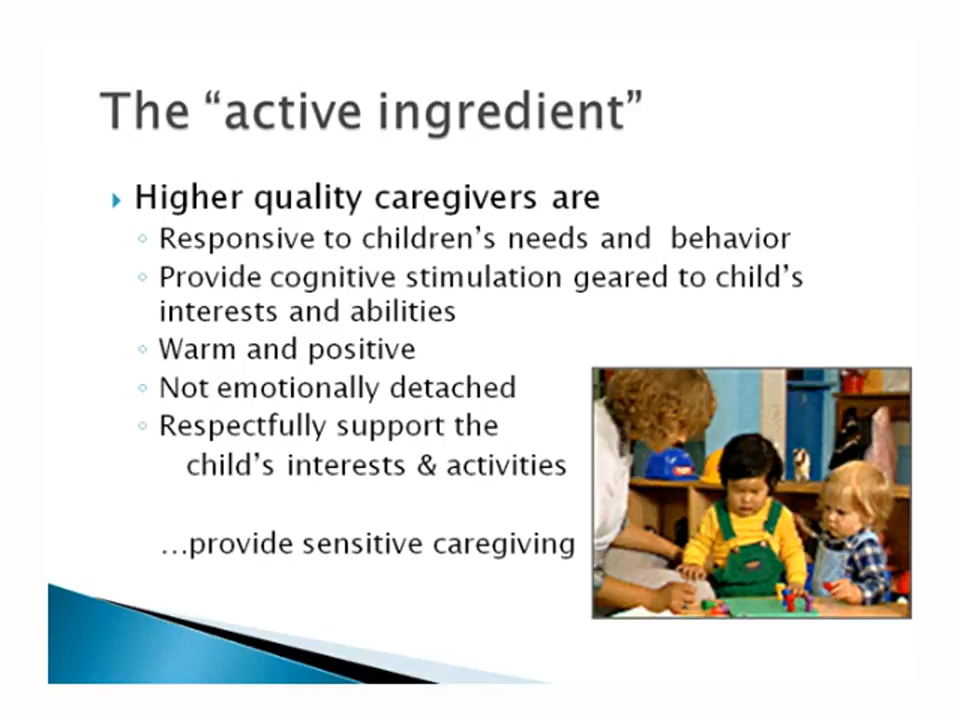 The “active ingredient”
Higher quality caregivers are
Responsive to children’s needs and  behavior
Provide cognitive stimulation geared to child’s
interests and abilities
Warm and positive
Not emotionally detached
Respectfully support the
child’s interests & activities
…provide sensitive caregiving